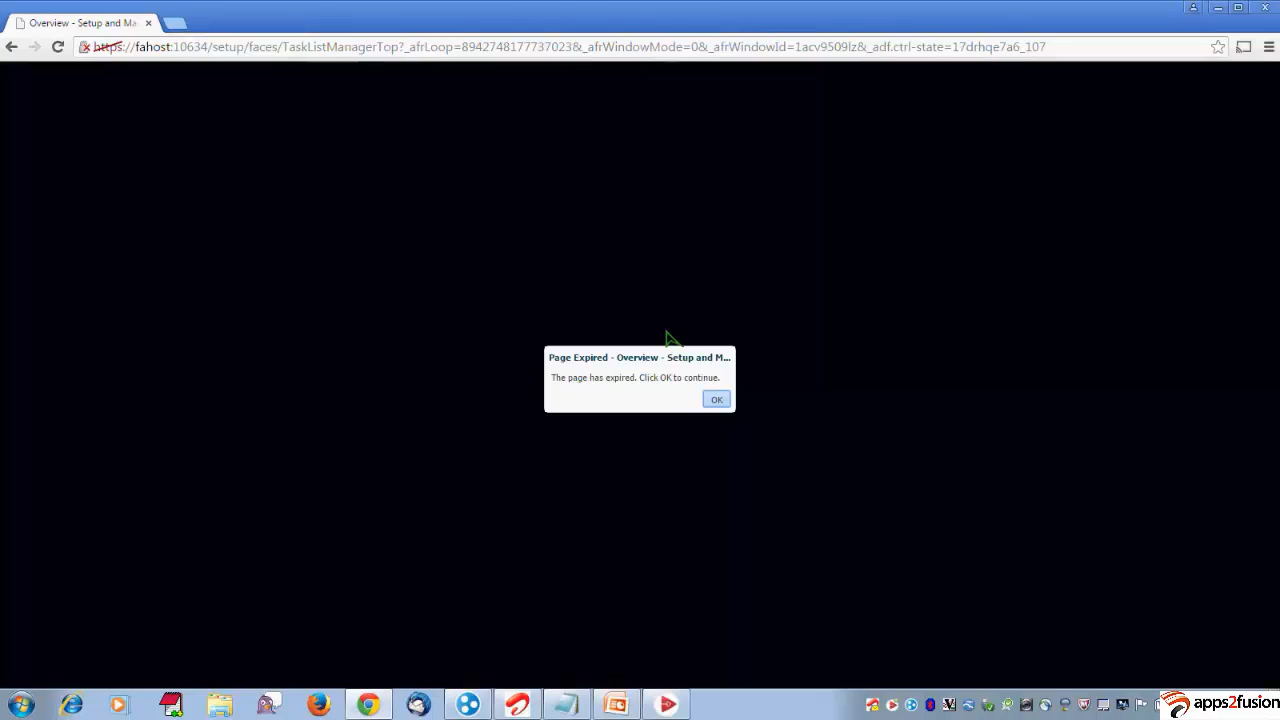 Overview - Setup and Ma
https://fahost:10634/setup/faces/TaskListManagerTop?_afrLoop=894274817737023&_afrWindowMode=0&_afrWindowId=1acv9509lz&_adf.ctrl-state=17drhqe7a6_107
Page Expired - Overview - Setup and M...
The page has expired. Click OK to continue.
OK
apps2fusion